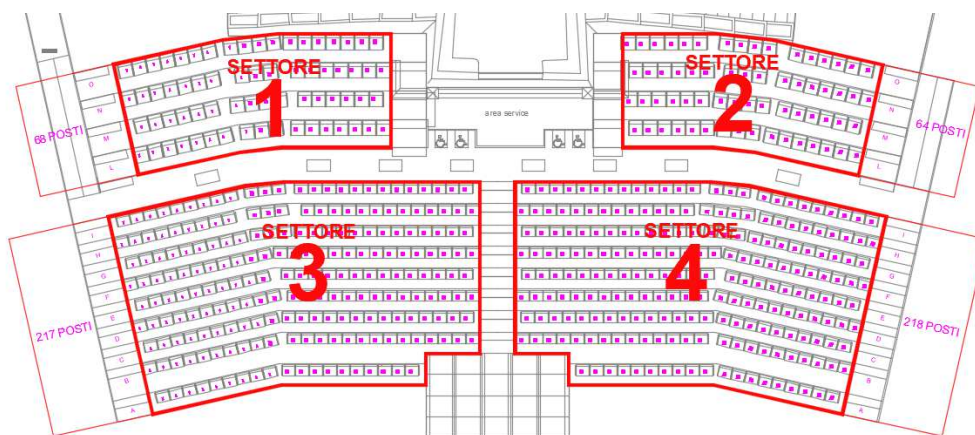 SETTORE
1
SETTORE
2
area service
68 POSTI
64 POSTI
O
N
M
L
O
N
M
L
SETTORE
3
SETTORE
4
217 POSTI
218 POSTI
I
H
G
F
E
D
C
B
A
I
H
G
F
E
D
C
B
A